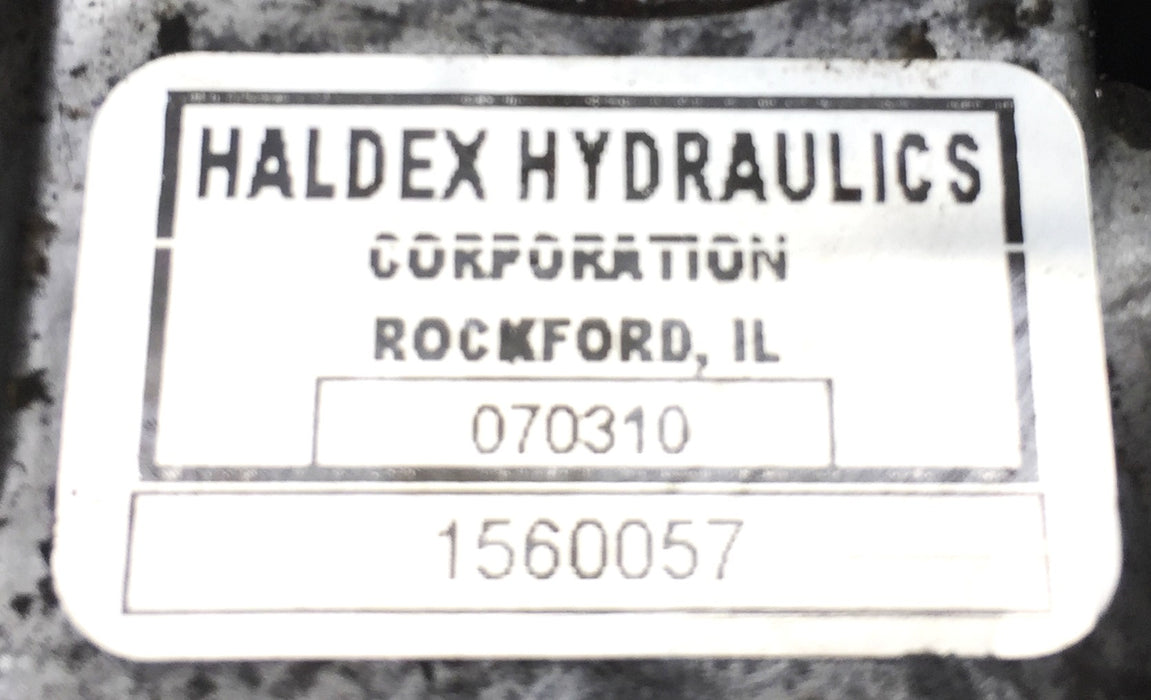 HALDEX HYDRAULICS
CORPORATION
ROCKFORD, IL
070310
1560057